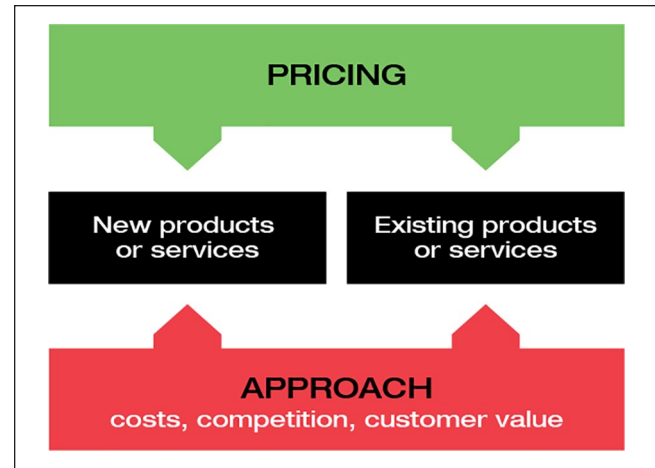 PRICING
New products
or services
Existing products
or services
APPROACH
costs, competition, customer value